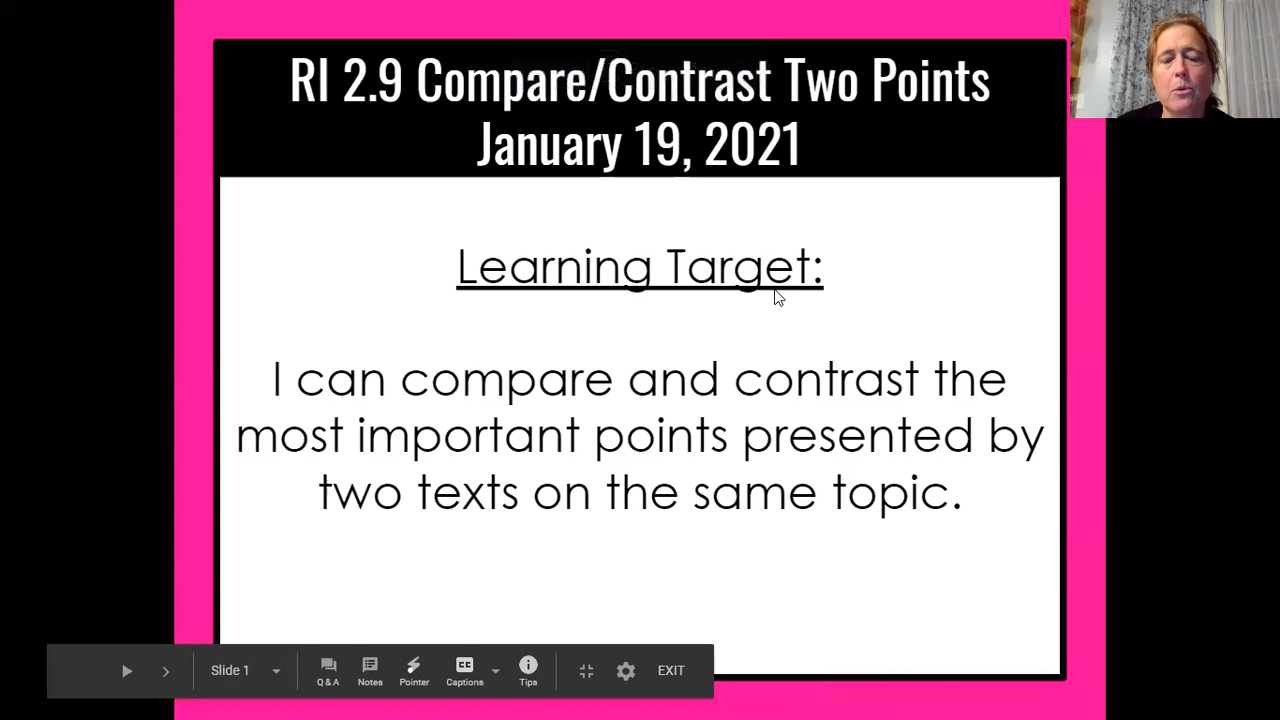 RI 2.9 Compare/Contrast Two Points
January 19, 2021
Learning Target:
I can compare and contrast the
most important points presented by
two texts on the same topic.
Slide 1
Q & A
Notes
Pointer
CC
Captions
Tips
EXIT